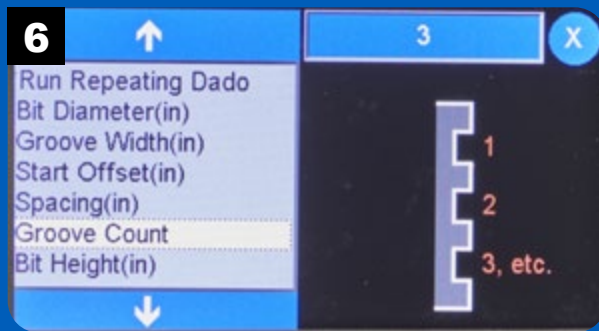 6
3
X
Run Repeating Dado
Bit Diameter(in)
Groove Width(in)
Start Offset(in)
Spacing(in)
Groove Count
Bit Height(in)
1
2
3, etc.